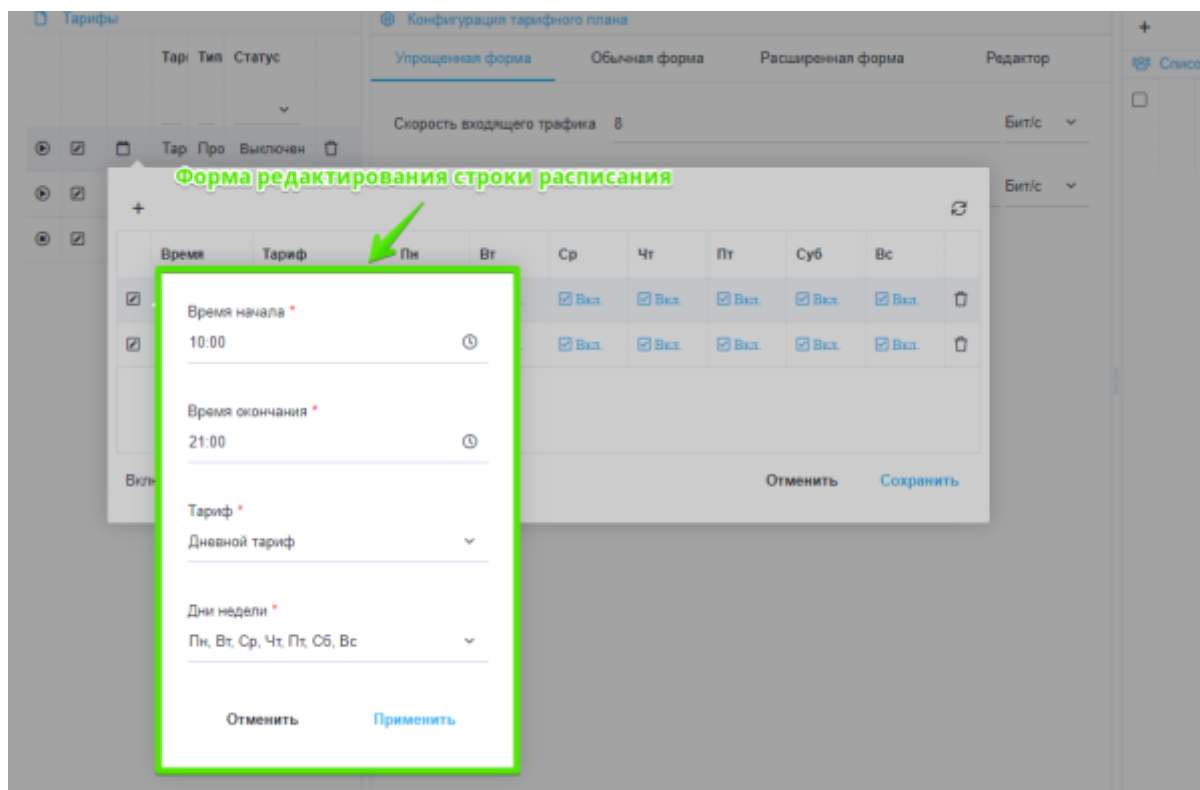 Тарифы
Конфигурация тарифного плана
Тари Тип Статус
Упрощенная форма Обычная форма Расширенная форма Редактор
Скорость входящего трафика 8 Бит/с
Тар Про Выключен
Форма редактирования строки расписания
Бит/с
+
Время Тариф Пн Вт Ср Чт Пт Суб Вс
Вкл. Вкл. Вкл. Вкл. Вкл.
Вкл. Вкл. Вкл. Вкл. Вкл.
Отменить Сохранить
Время начала *
10:00
Время окончания *
21:00
Тариф *
Дневной тариф
Дни недели *
Пн, Вт, Ср, Чт, Пт, Сб, Вс
Отменить Применить
+